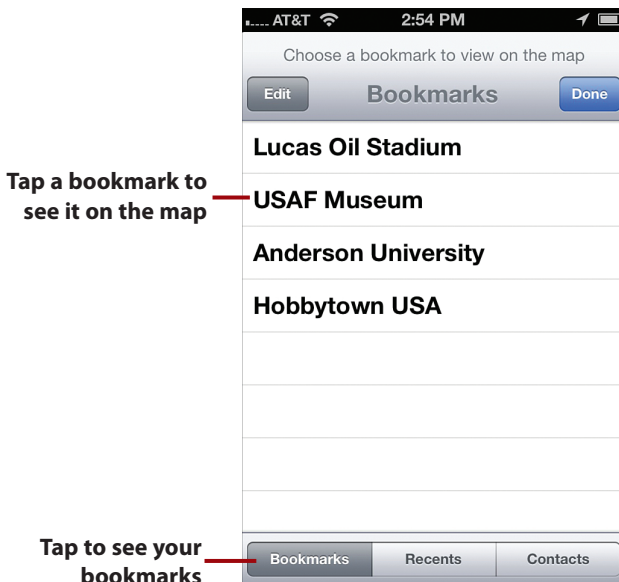 AT&T 2:54 PM
Choose a bookmark to view on the map
Edit Bookmarks Done
Lucas Oil Stadium
Tap a bookmark to
see it on the map
USAF Museum
Anderson University
Hobbytown USA
Tap to see your
bookmarks
Bookmarks Recents Contacts